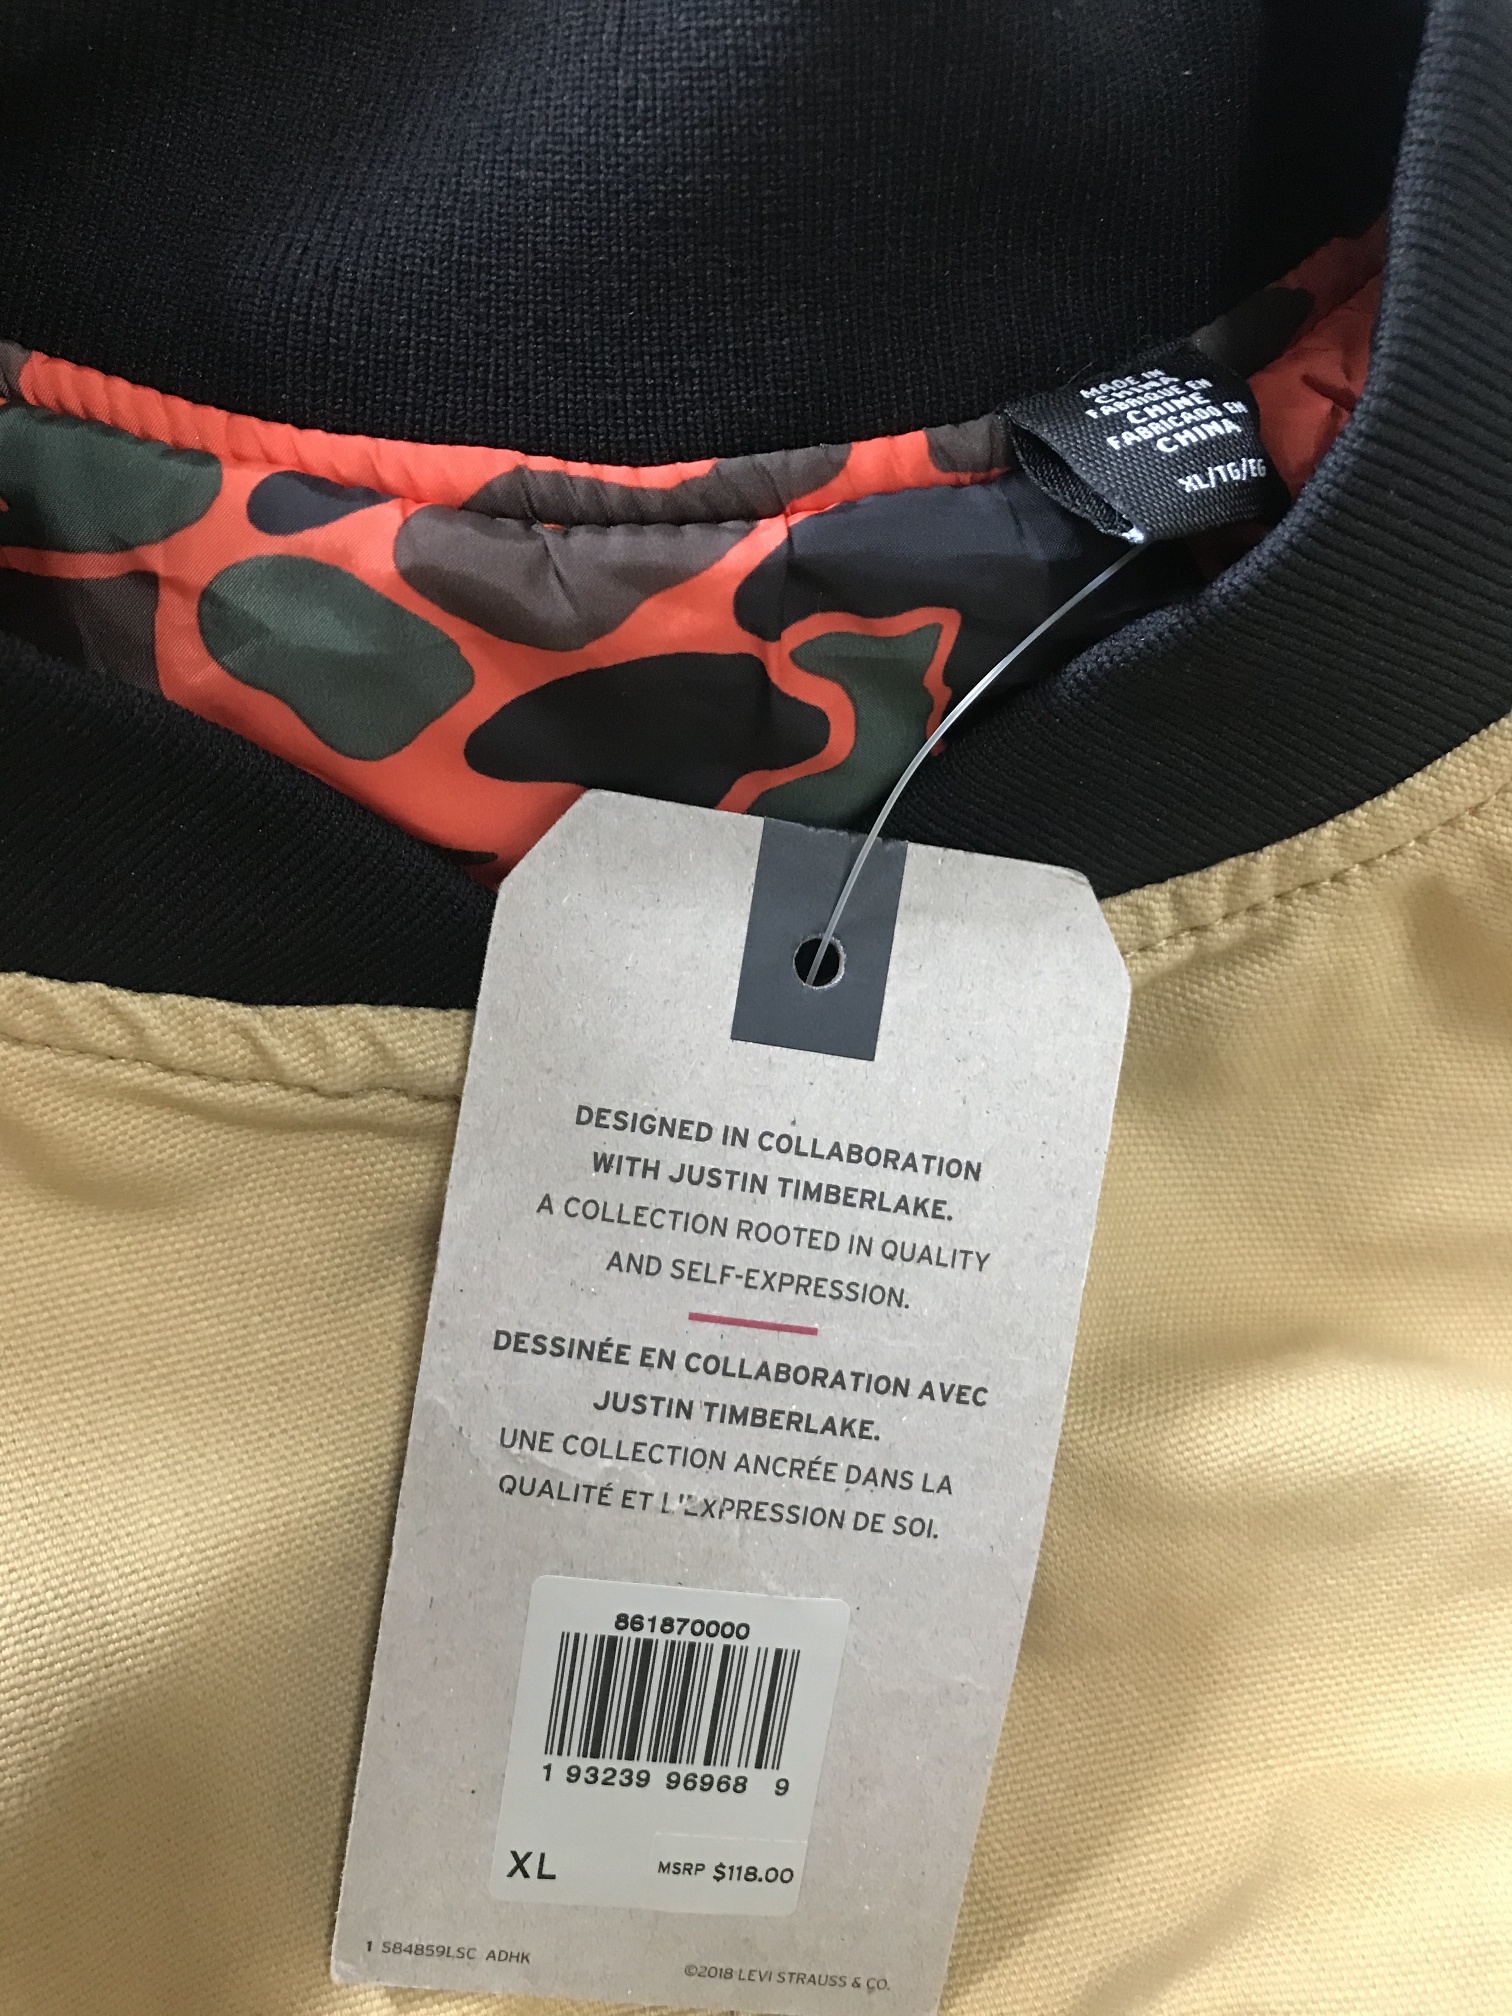 MADE IN
CHINA
FABRIQUE EN
CHINE
FABRICADO EN
CHINA
XL/TG/EG
DESIGNED IN COLLABORATION
WITH JUSTIN TIMBERLAKE.
A COLLECTION ROOTED IN QUALITY
AND SELF-EXPRESSION.
DESSINÉE EN COLLABORATION AVEC
JUSTIN TIMBERLAKE.
UNE COLLECTION ANCRÉE DANS LA
QUALITÉ ET L'EXPRESSION DE SOI.
861870000
1 93239 96968 9
XL MSRP $118.00
1 S84859LSC ADHK
©2018 LEVI STRAUSS & CO.